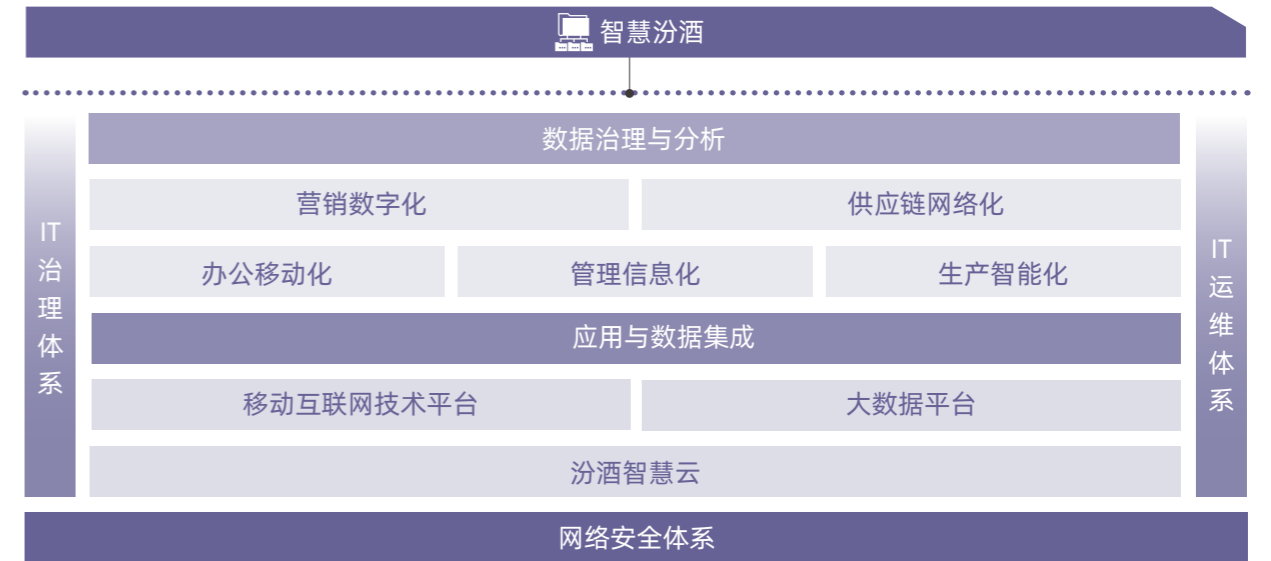 智慧汾酒
数据治理与分析
营销数字化
供应链网络化
办公移动化
管理信息化
生产智能化
应用与数据集成
移动互联网技术平台
大数据平台
汾酒智慧云
IT治理体系
IT运维体系
网络安全体系